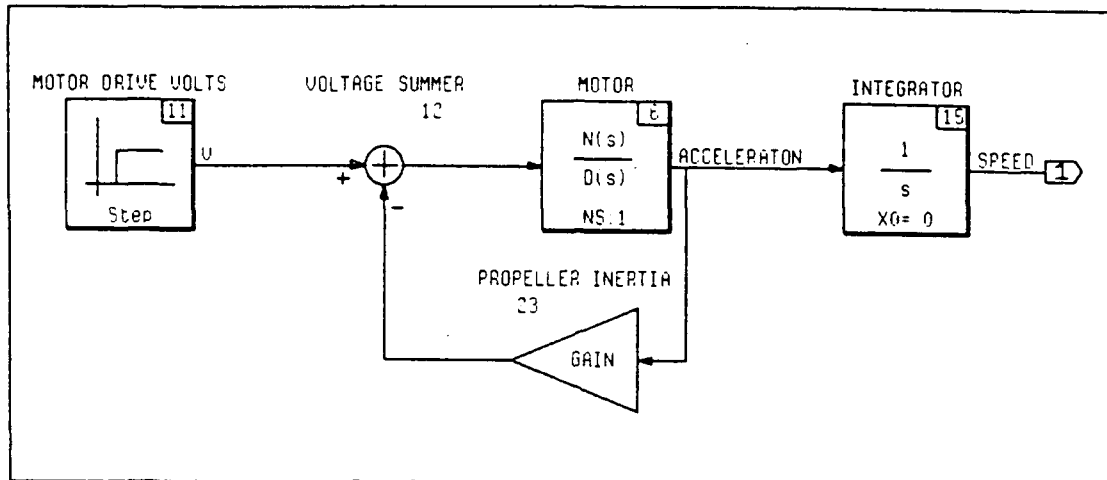 MOTOR DRIVE VOLTS
11
V
Step
VOLTAGE SUMMER
12
+
-
MOTOR
N(s)
D(s)
NS:1
ACCELERATON
INTEGRATOR
15
1
s
X0= 0
SPEED
1
PROPELLER INERTIA
23
GAIN